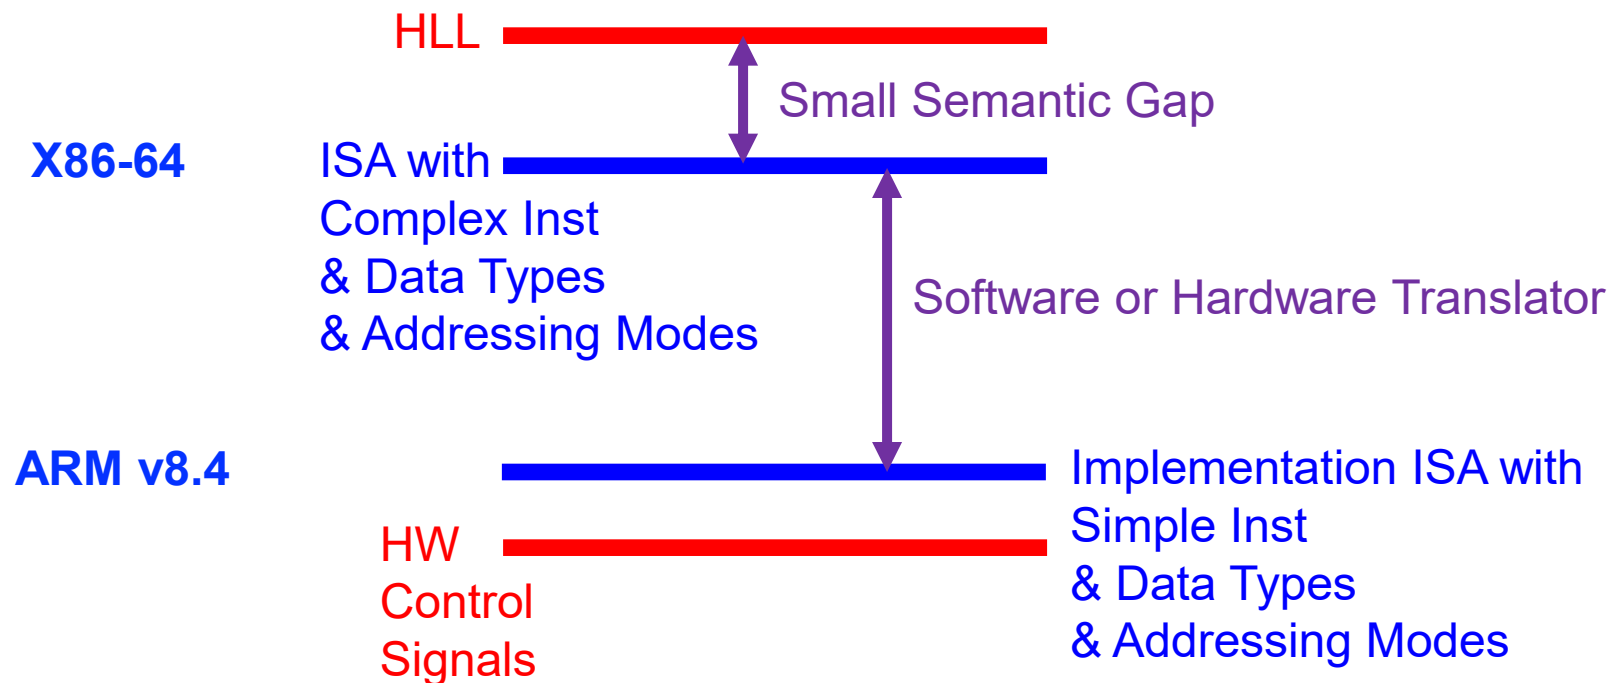 HLL
Small Semantic Gap
X86-64
ISA with
Complex Inst
& Data Types
& Addressing Modes
Software or Hardware Translator
ARM v8.4
Implementation ISA with
Simple Inst
& Data Types
& Addressing Modes
HW
Control
Signals